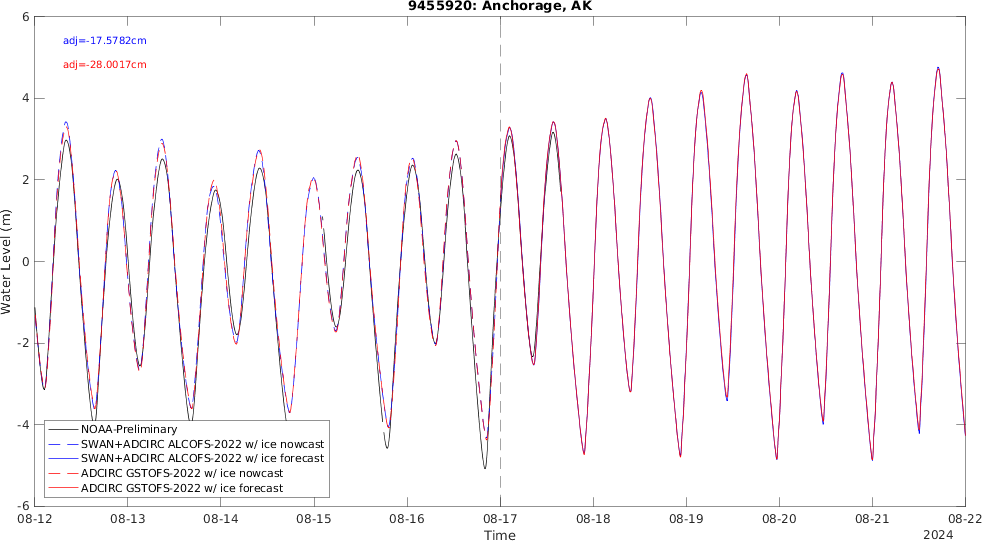 9455920: Anchorage, AK
adj=-17.5782cm
adj=-28.0017cm
6
4
2
0
-2
-4
-6
Water Level (m)
NOAA-Preliminary
SWAN+ADCIRC ALCOFS-2022 w/ ice nowcast
SWAN+ADCIRC ALCOFS-2022 w/ ice forecast
ADCIRC GSTOFS-2022 w/ ice nowcast
ADCIRC GSTOFS-2022 w/ ice forecast
08-12 08-13 08-14 08-15 08-16 08-17 08-18 08-19 08-20 08-21 08-22
Time
2024